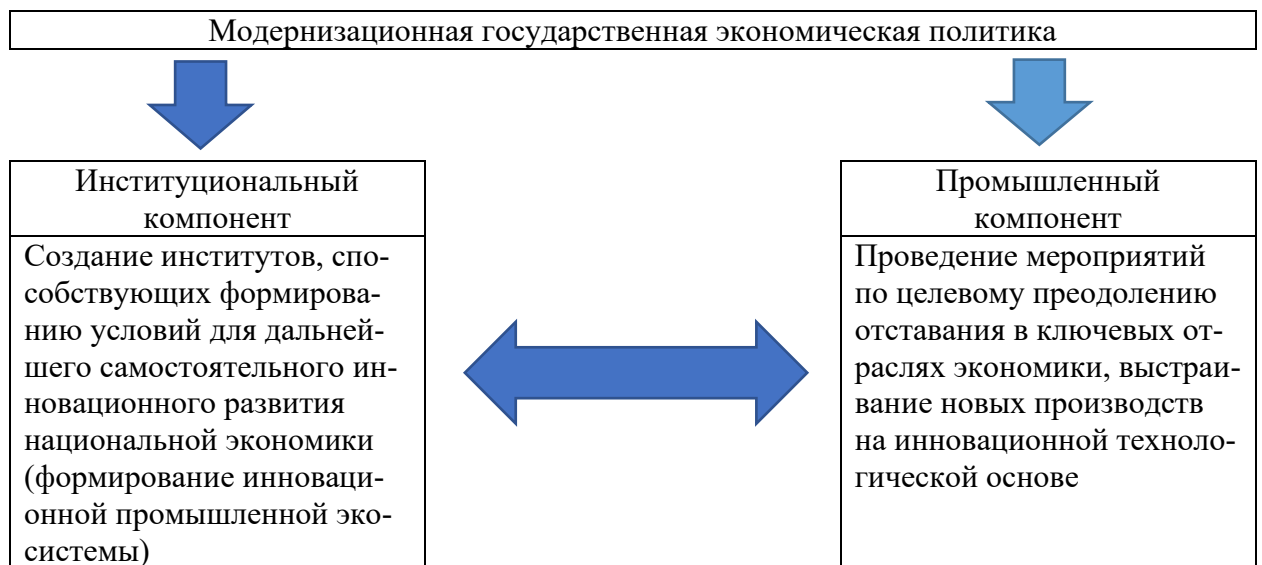 Модернизационная государственная экономическая политика
Институциональный
компонент
Создание институтов, спо-
собствующих формирова-
нию условий для дальней-
шего самостоятельного ин-
новационного развития
национальной экономики
(формирование инноваци-
онной промышленной эко-
системы)
Промышленный
компонент
Проведение мероприятий
по целевому преодолению
отставания в ключевых от-
раслях экономики, выстраи-
вание новых производств
на инновационной техноло-
гической основе